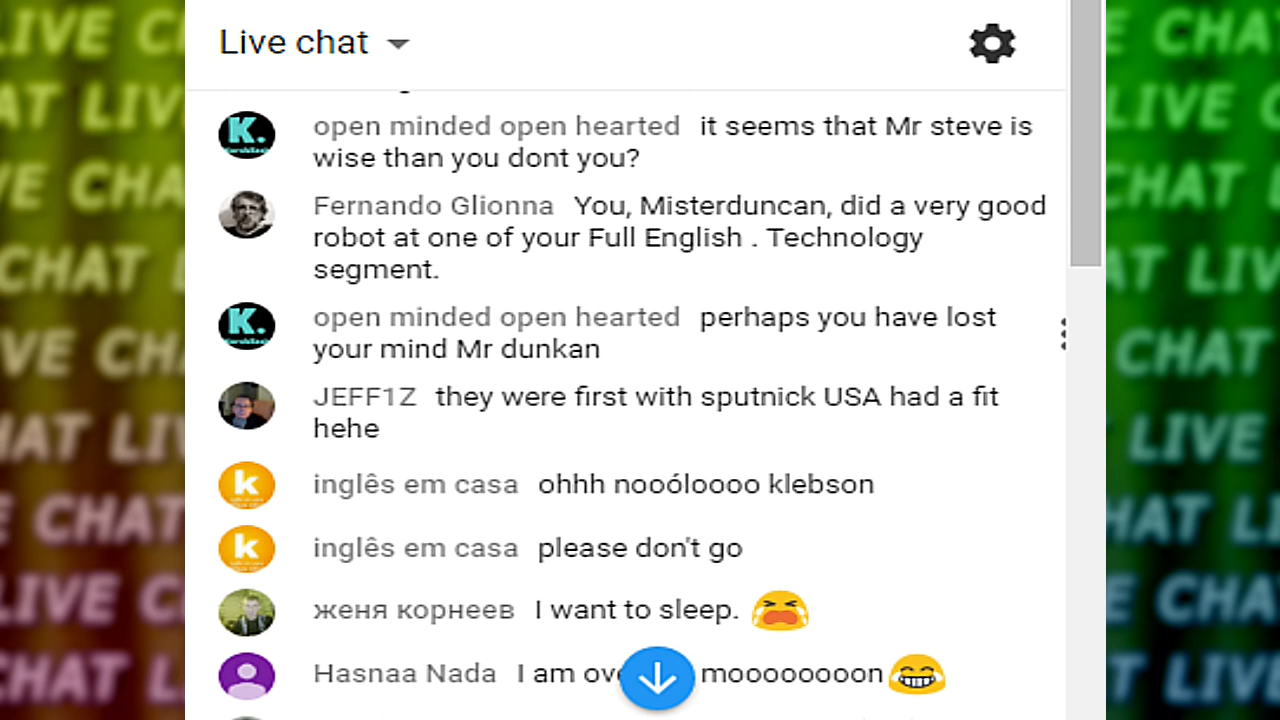 Live chat
open minded open hearted it seems that Mr steve is
wise than you dont you?
Fernando Glionna You, Misterduncan, did a very good
robot at one of your Full English . Technology
segment.
open minded open hearted perhaps you have lost
your mind Mr dunkan
JEFF1Z they were first with sputnick USA had a fit
hehe
inglês em casa ohhh nooóloooo klebson
inglês em casa please don't go
женя корнеев I want to sleep. 😭
Hasnaa Nada I am mooooooooon😂